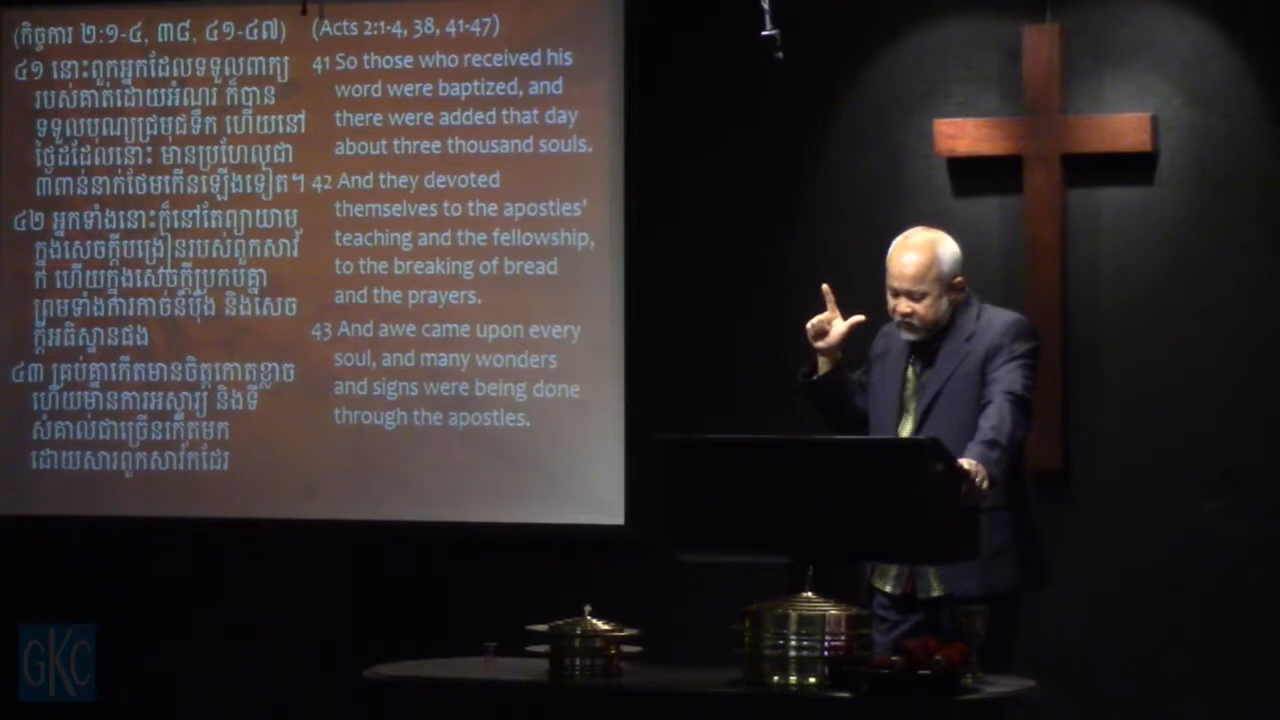 (កិច្ចការ ២:១-៤, ៣៨, ៤១-៤៧)
៤១ នោះពួកអ្នកដែលទទួលពាក្យ
របស់គាត់ដោយអំណរ ក៏បាន
ទទួលបុណ្យជ្រមុជទឹក ហើយនៅ
ថ្ងៃដដែលនោះ មានប្រហែលជា
៣ពាន់នាក់ថែមកើនឡើងទៀត។
៤២ អ្នកទាំងនោះក៏នៅតែព្យាយាម
ក្នុងសេចក្តីបង្រៀនរបស់ពួកសាវ័
ក ហើយក្នុងសេចក្តីប្រកបគ្នា
ព្រមទាំងការកាច់នំបុ័ង និងសេច
ក្តីអធិស្ឋានផង
៤៣ គ្រប់គ្នាកើតមានចិត្តកោតខ្លាច
ហើយមានការអស្ចារ្យ និងទី
សំគាល់ជាច្រើនកើតមក
ដោយសារពួកសាវ័កដែរ
(Acts 2:1-4, 38, 41-47)
41 So those who received his
word were baptized, and
there were added that day
about three thousand souls.
42 And they devoted
themselves to the apostles'
teaching and the fellowship,
to the breaking of bread
and the prayers.
43 And awe came upon every
soul, and many wonders
and signs were being done
through the apostles.
GKC